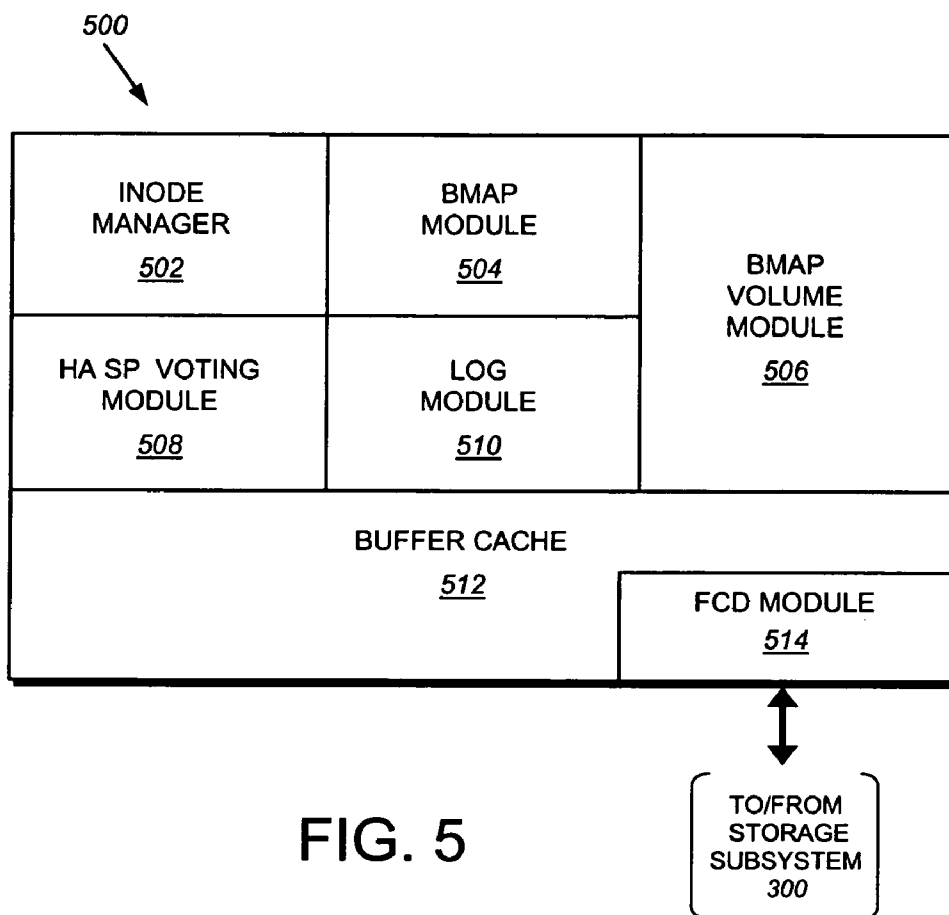 500
INODE
MANAGER
502
BMAP
MODULE
504
BMAP
VOLUME
MODULE
506
HA SP VOTING
MODULE
508
LOG
MODULE
510
BUFFER CACHE
512
FCD MODULE
514
TO/FROM
STORAGE
SUBSYSTEM
300
FIG. 5